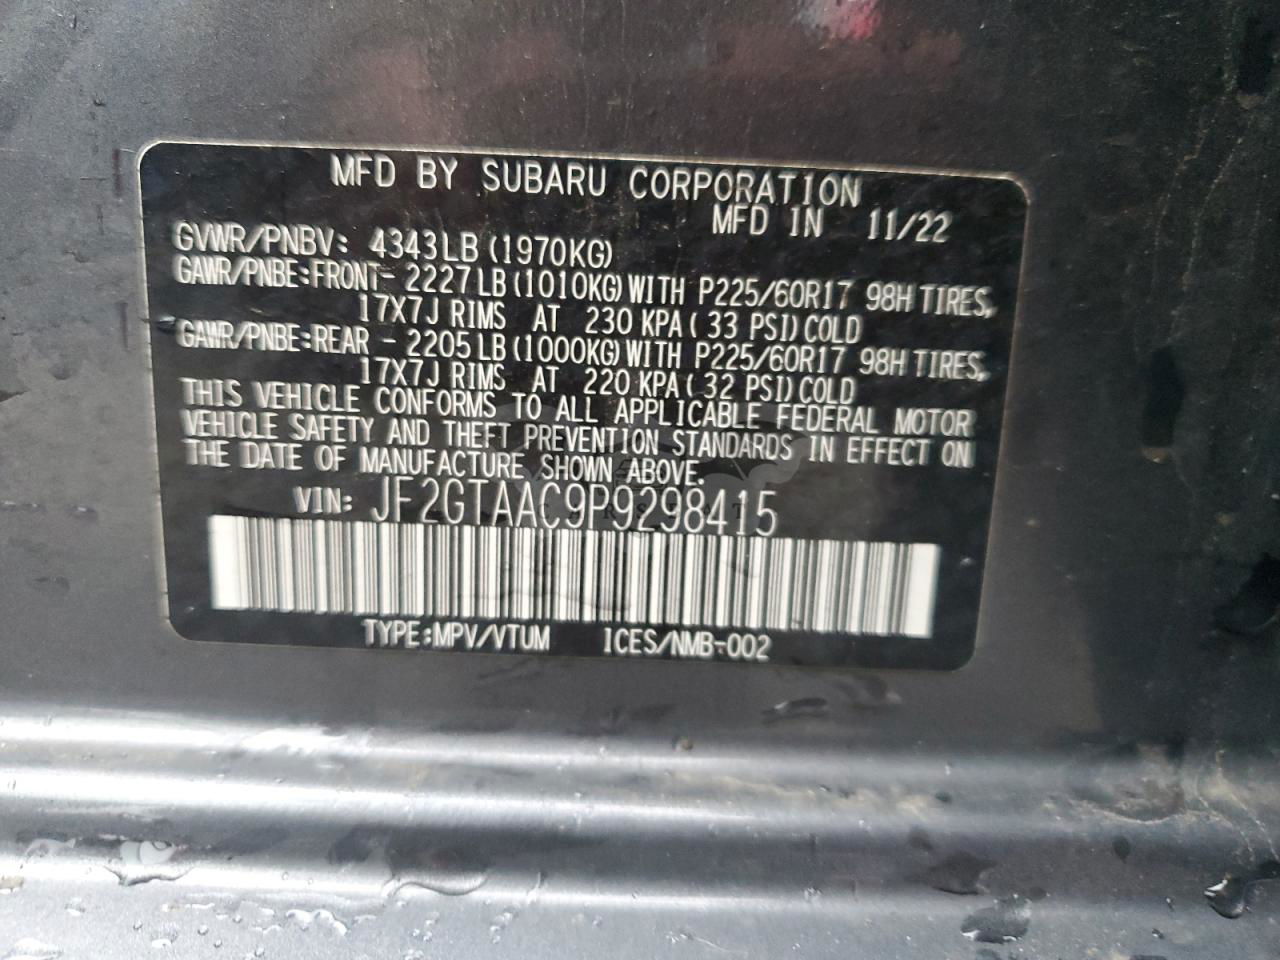 MFD BY SUBARU CORPORATION
MFD IN 11/22
GVWR/PNBV: 4343LB (1970KG)
GAWR/PNBE:FRONT- 2227LB (1010KG) WITH P225/60R17 98H TIRES,
17X7J RIMS AT 230 KPA( 33 PSI) COLD
GAWR/PNBE:REAR - 2205LB (1000KG) WITH P225/60R17 98H TIRES,
17X7J RIMS AT 220 KPA( 32 PSI) COLD
THIS VEHICLE CONFORMS TO ALL APPLICABLE FEDERAL MOTOR
VEHICLE SAFETY AND THEFT PREVENTION STANDARDS IN EFFECT ON
THE DATE OF MANUFACTURE SHOWN ABOVE.
VIN: JF2GTAAC9P9298415
TYPE:MPV/VTUM ICES/NMB-002